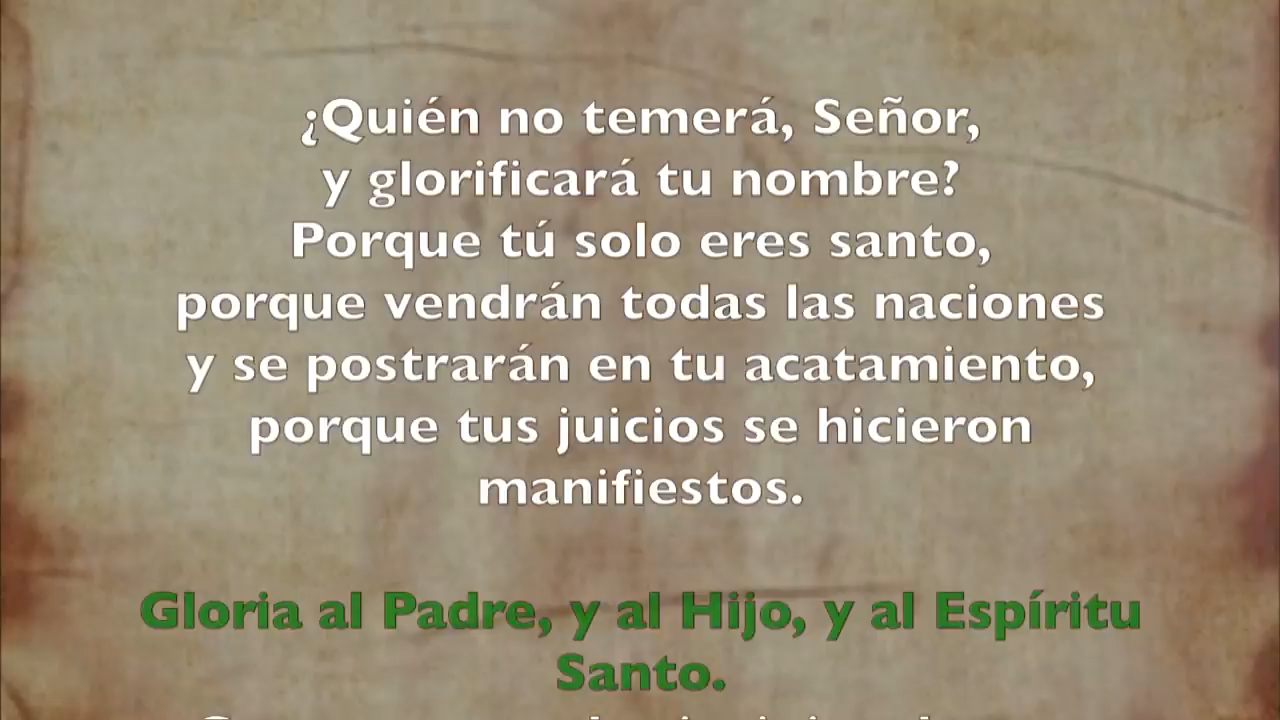 ¿Quién no temerá, Señor,
y glorificará tu nombre?
Porque tú solo eres santo,
porque vendrán todas las naciones
y se postrarán en tu acatamiento,
porque tus juicios se hicieron
manifiestos.
Gloria al Padre, y al Hijo, y al Espíritu
Santo.